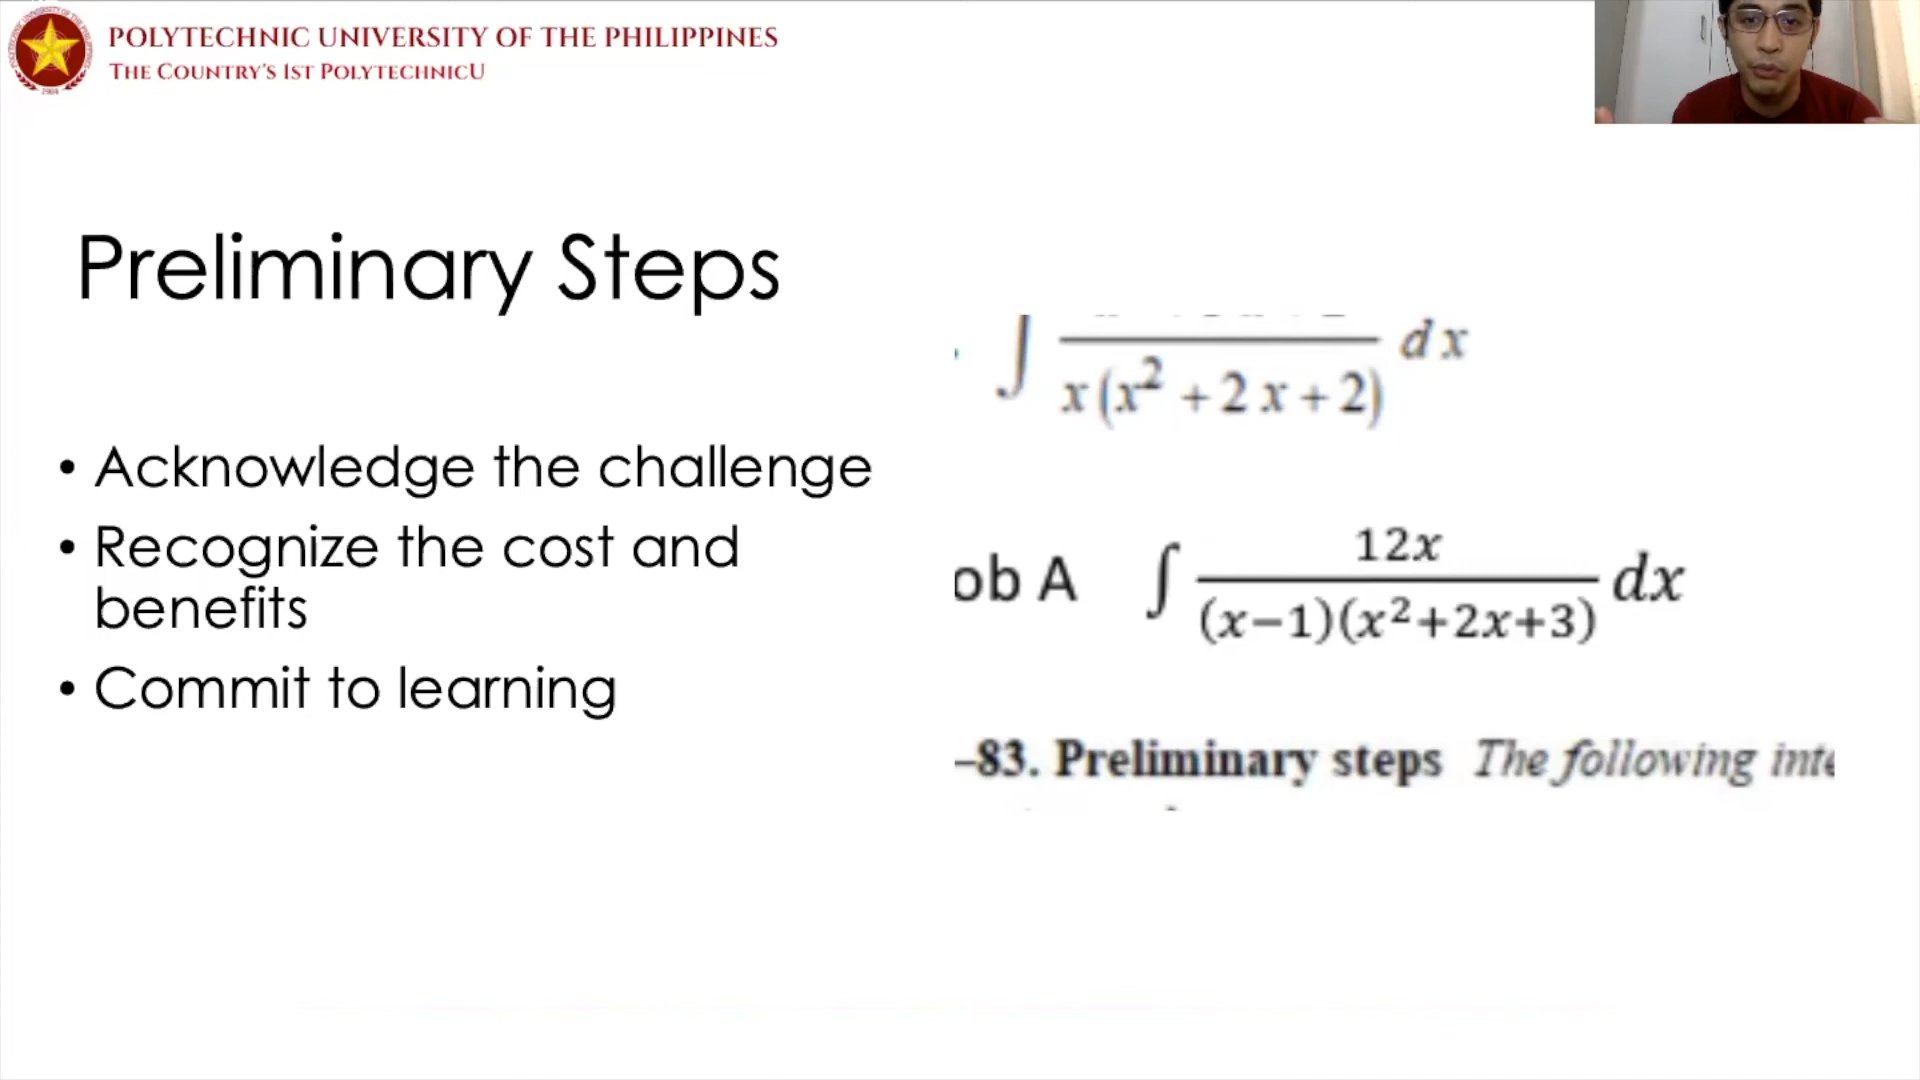 POLYTECHNIC UNIVERSITY OF THE PHILIPPINES
THE COUNTRY'S 1ST POLYTECHNICU
1904
Preliminary Steps
• Acknowledge the challenge
• Recognize the cost and
benefits
• Commit to learning
∫ / x(x² + 2x + 2) dx
ob A ∫ 12x / (x−1)(x²+2x+3) dx
–83. Preliminary steps The following inte